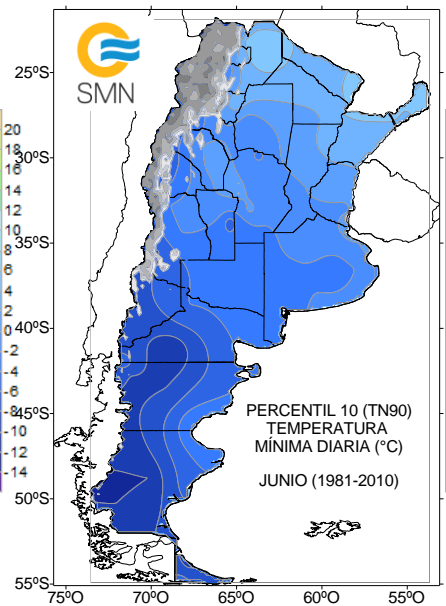 SMN
25ºS
30ºS
35ºS
40ºS
45ºS
50ºS
55ºS
20
18
16
14
12
10
8
6
4
2
0
-2
-4
-6
-8
-10
-12
-14
PERCENTIL 10 (TN90)
TEMPERATURA
MÍNIMA DIARIA (°C)
JUNIO (1981-2010)
75ºO 70ºO 65ºO 60ºO 55ºO